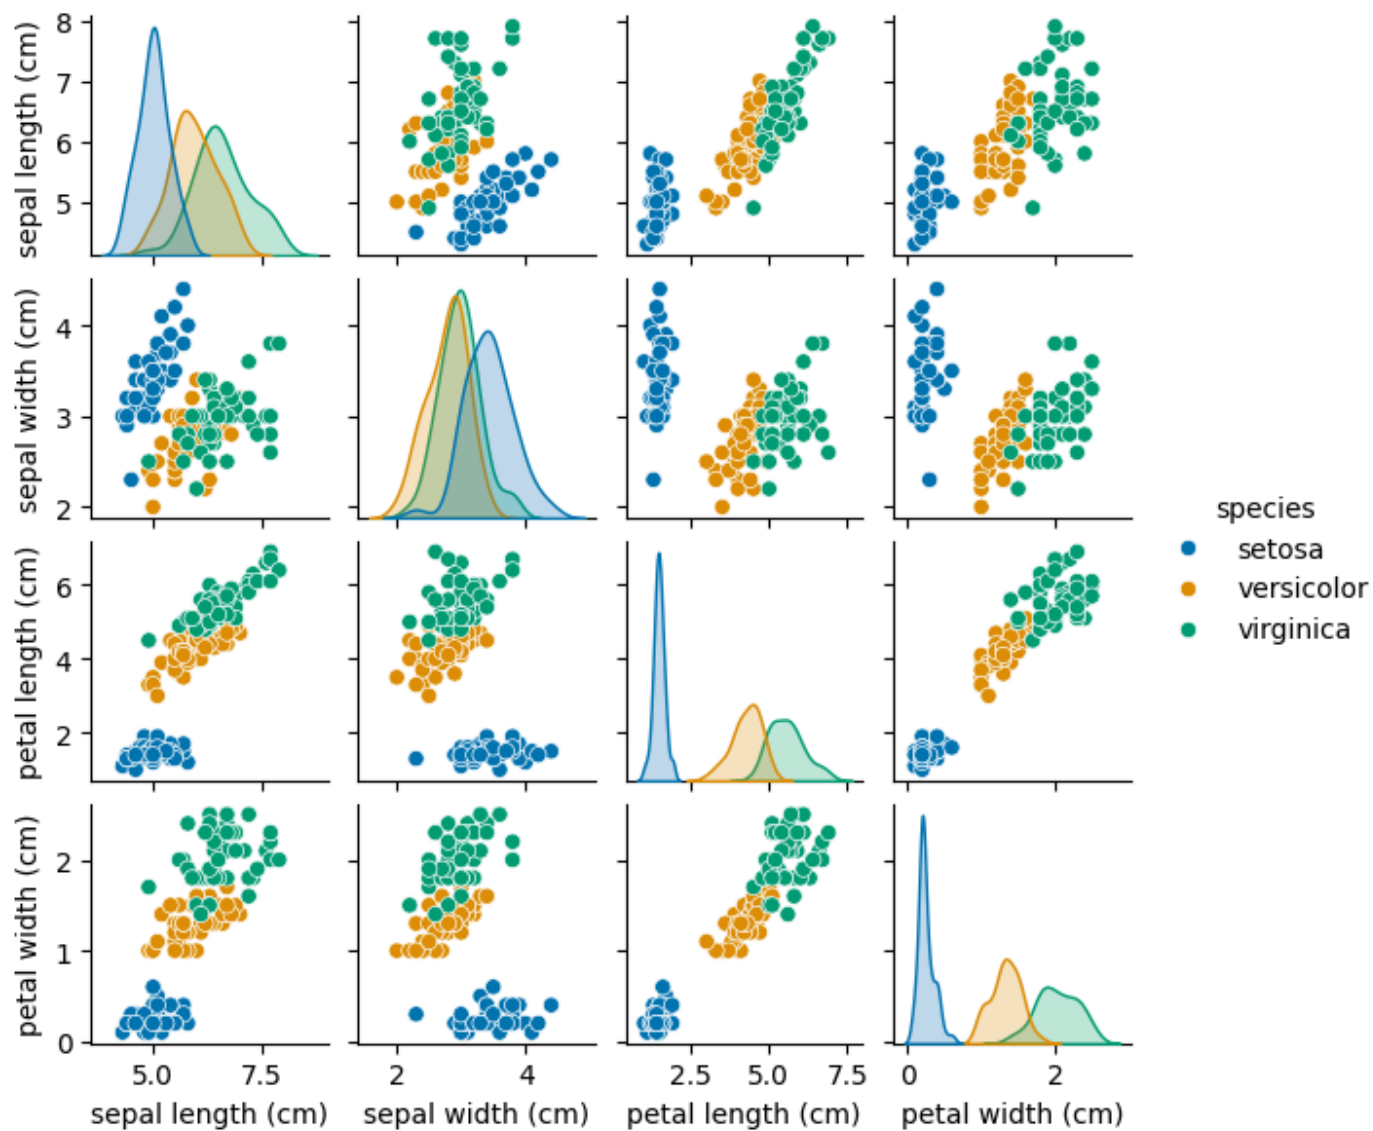 8
7
6
5
sepal length (cm)
4
3
2
sepal width (cm)
6
4
2
petal length (cm)
2
1
0
petal width (cm)
5.0 7.5
2 4
2.5 5.0 7.5
0 2
sepal length (cm)
sepal width (cm)
petal length (cm)
petal width (cm)
species
setosa
versicolor
virginica